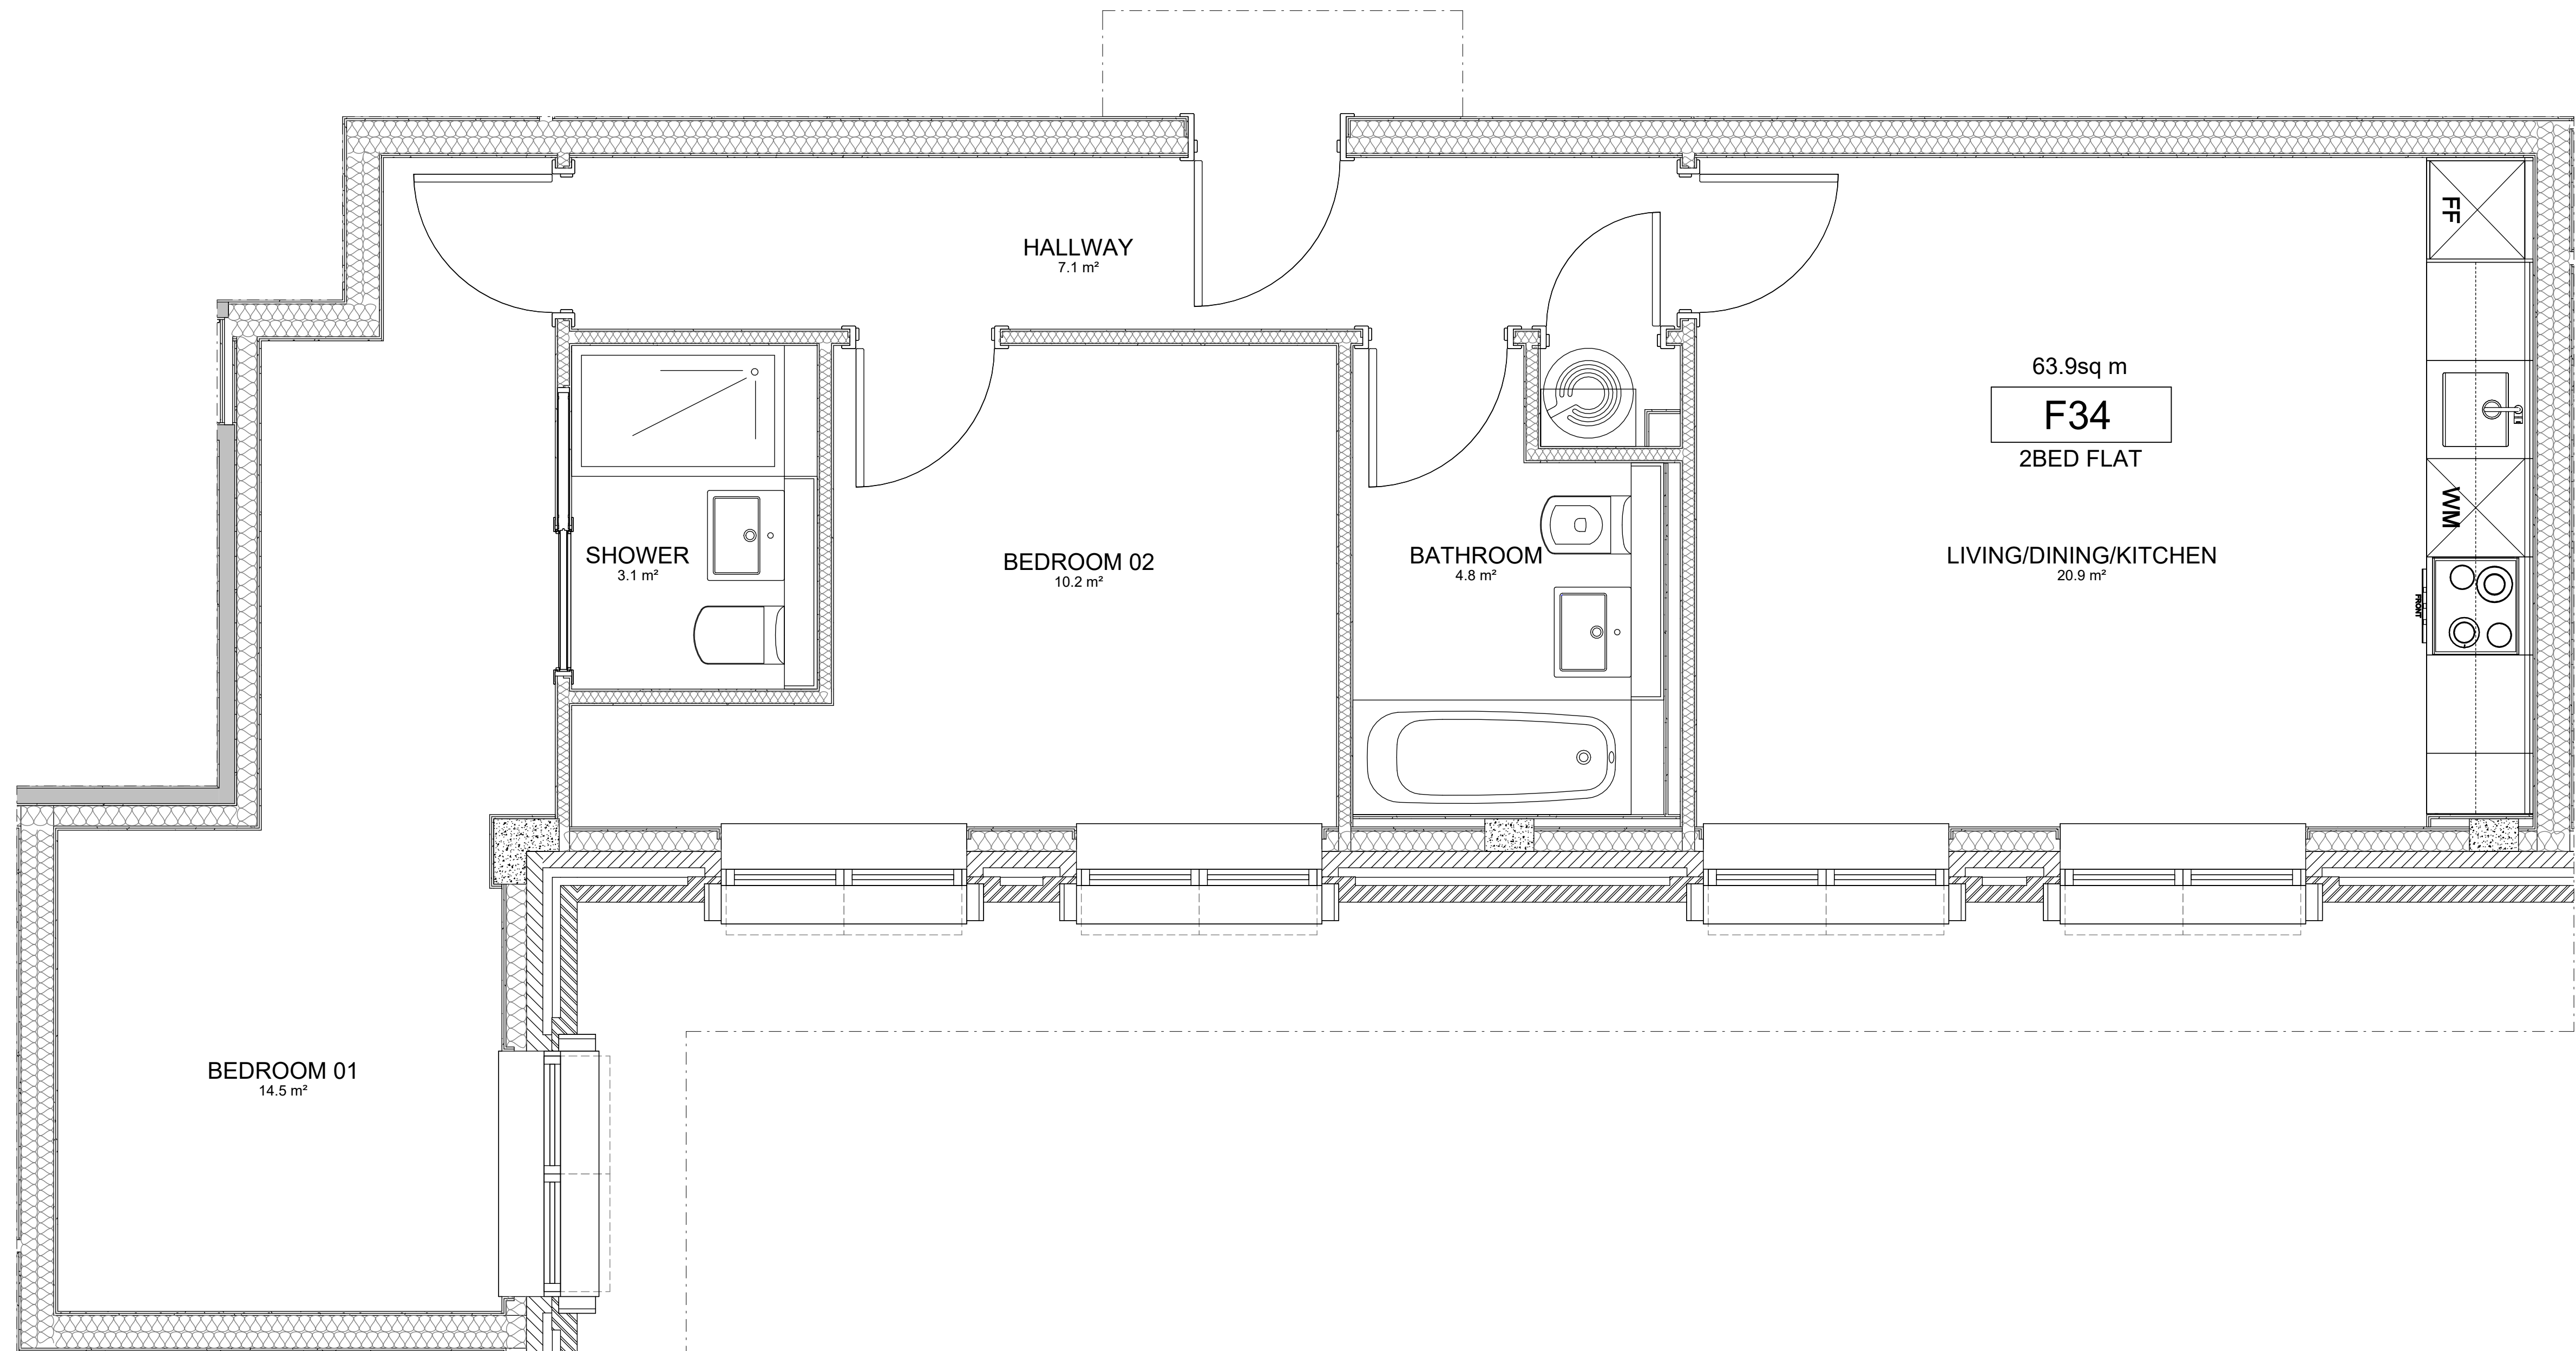 HALLWAY
7.1 m²
FF
63.9sq m
F34
2BED FLAT
WM
SHOWER
3.1 m²
BEDROOM 02
10.2 m²
BATHROOM
4.8 m²
LIVING/DINING/KITCHEN
20.9 m²
FRONT
BEDROOM 01
14.5 m²